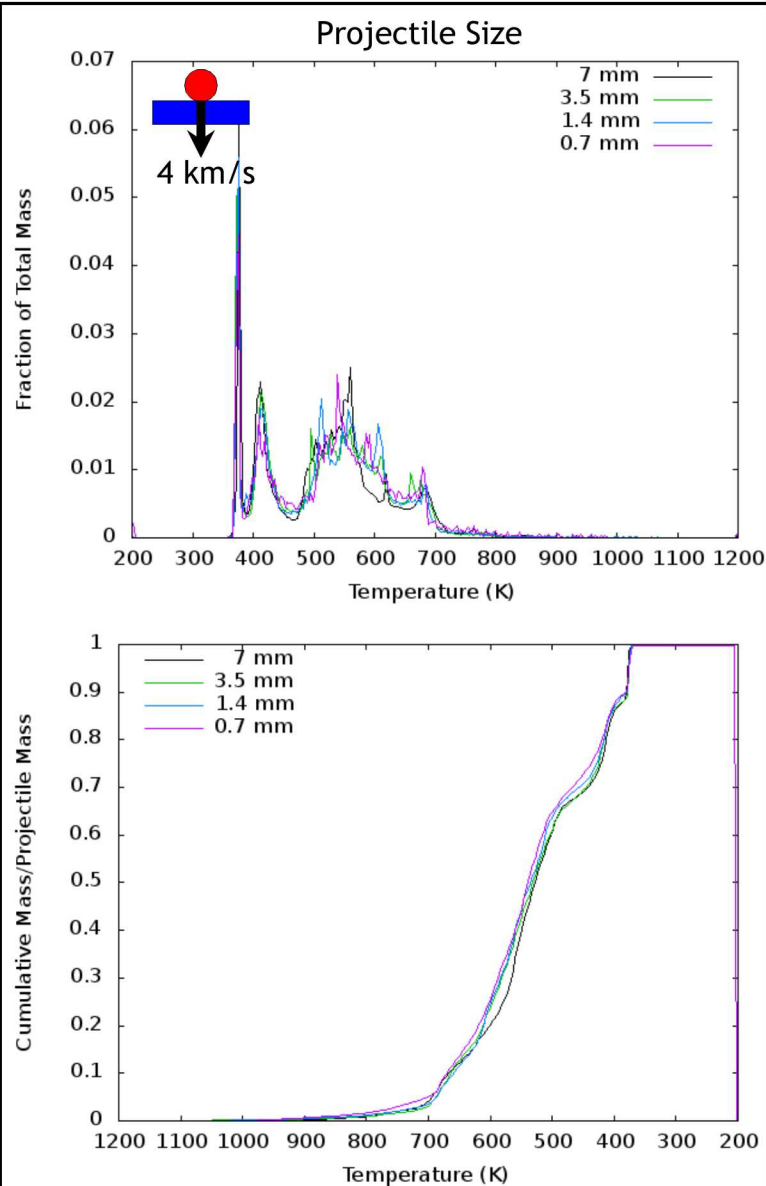 Projectile Size
0.07
0.06
0.05
0.04
0.03
0.02
0.01
0
Fraction of Total Mass
4 km/s
7 mm
3.5 mm
1.4 mm
0.7 mm
200 300 400 500 600 700 800 900 1000 1100 1200
Temperature (K)
1
0.9
0.8
0.7
0.6
0.5
0.4
0.3
0.2
0.1
0
Cumulative Mass/Projectile Mass
7 mm
3.5 mm
1.4 mm
0.7 mm
1200 1100 1000 900 800 700 600 500 400 300 200
Temperature (K)